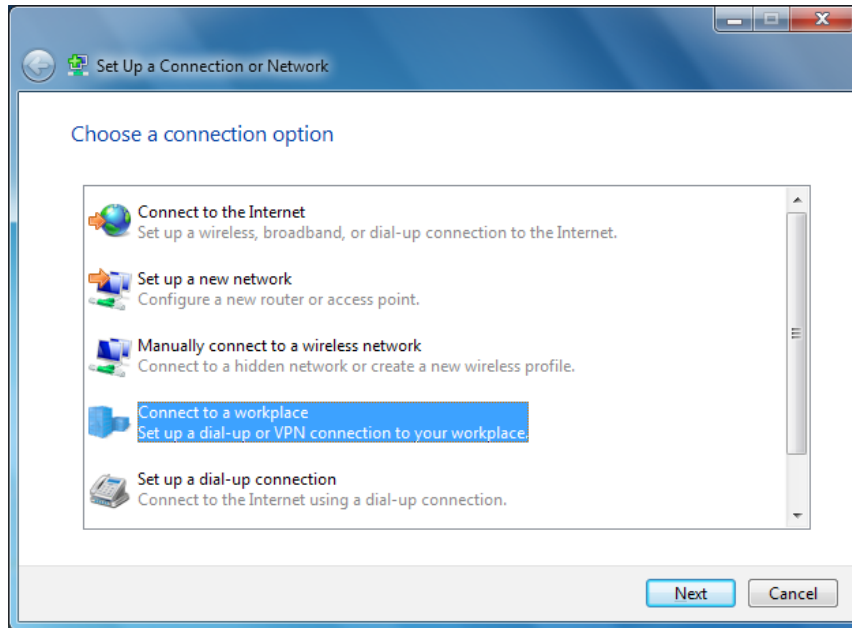 Set Up a Connection or Network
Choose a connection option
Connect to the Internet
Set up a wireless, broadband, or dial-up connection to the Internet.
Set up a new network
Configure a new router or access point.
Manually connect to a wireless network
Connect to a hidden network or create a new wireless profile.
Connect to a workplace
Set up a dial-up or VPN connection to your workplace.
Set up a dial-up connection
Connect to the Internet using a dial-up connection.
Next
Cancel